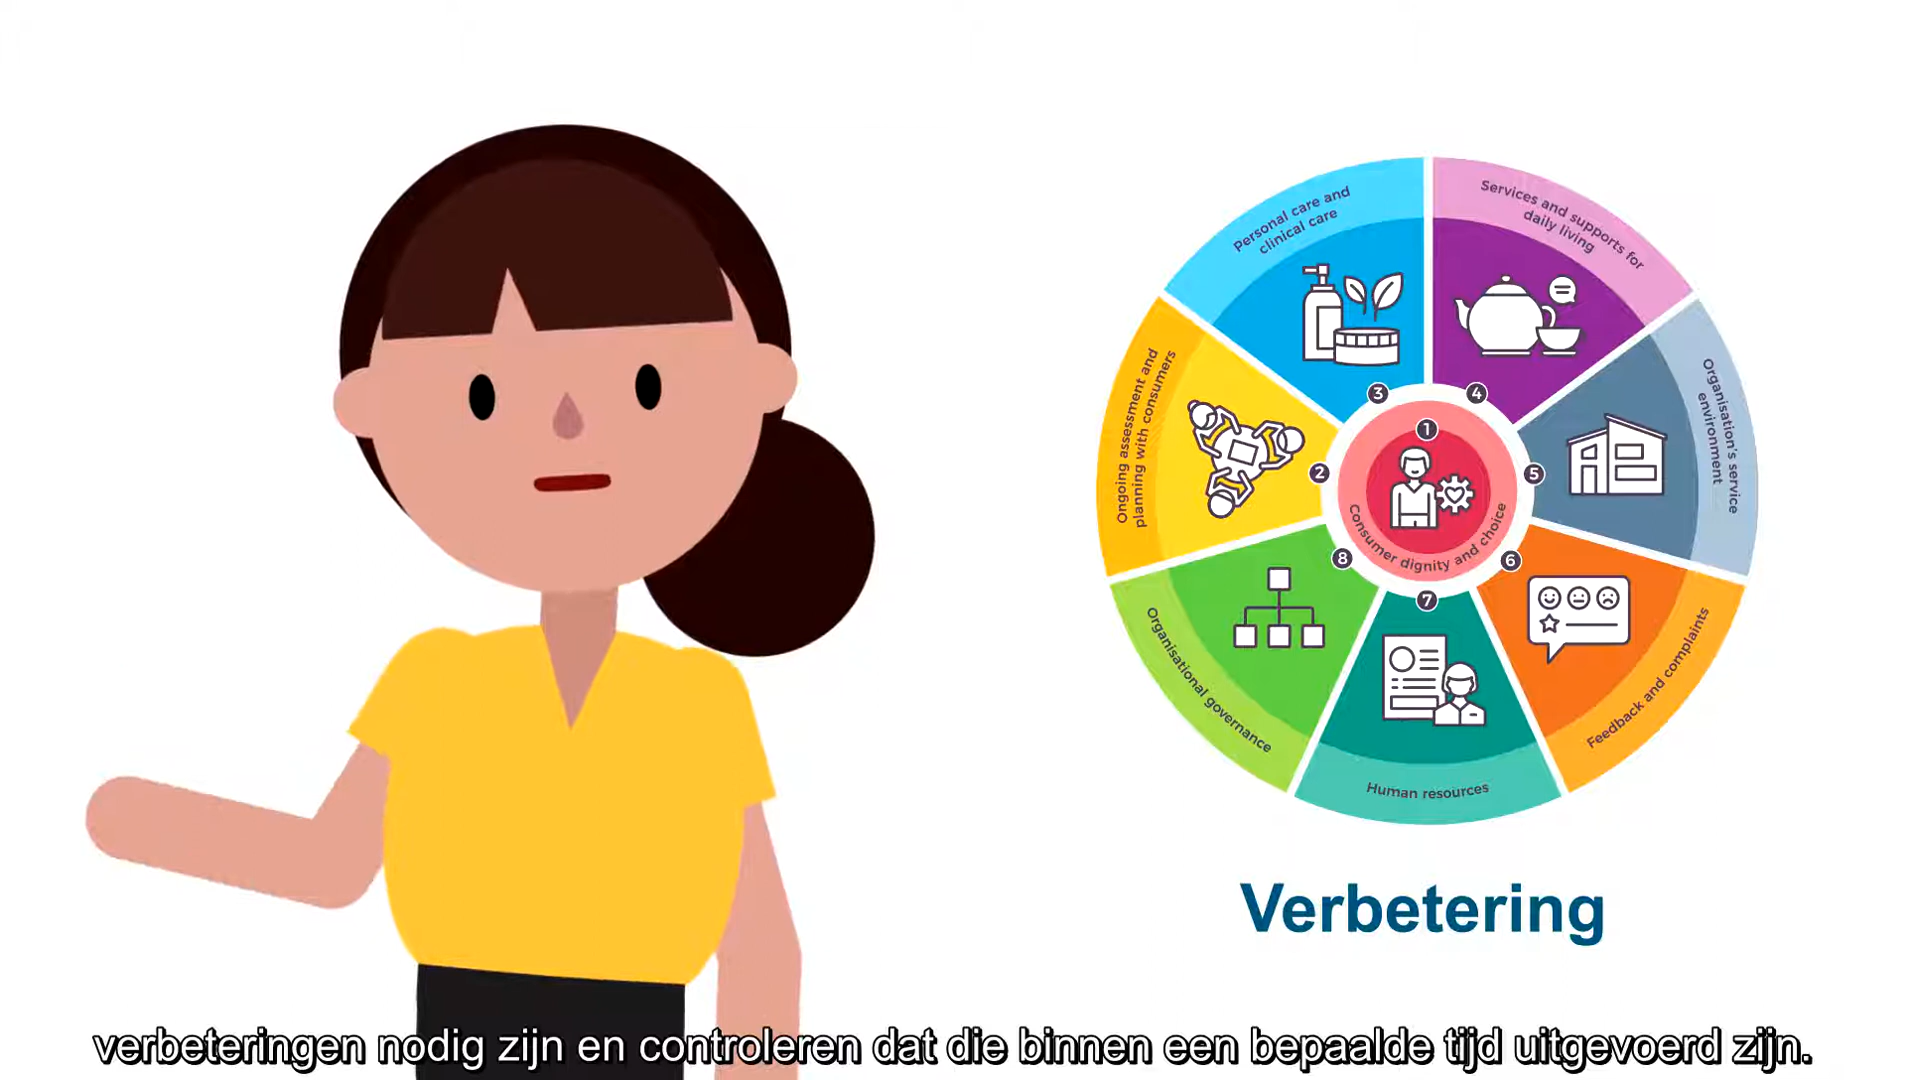 Personal care and
clinical care
Services and supports for
daily living
Ongoing assessment and
planning with consumers
Organisation's service
environment
3
4
1
2
5
Consumer dignity and choice
8
6
7
Organisational governance
Feedback and complaints
Human resources
Verbetering
verbeteringen nodig zijn en controleren dat die binnen een bepaalde tijd uitgevoerd zijn.